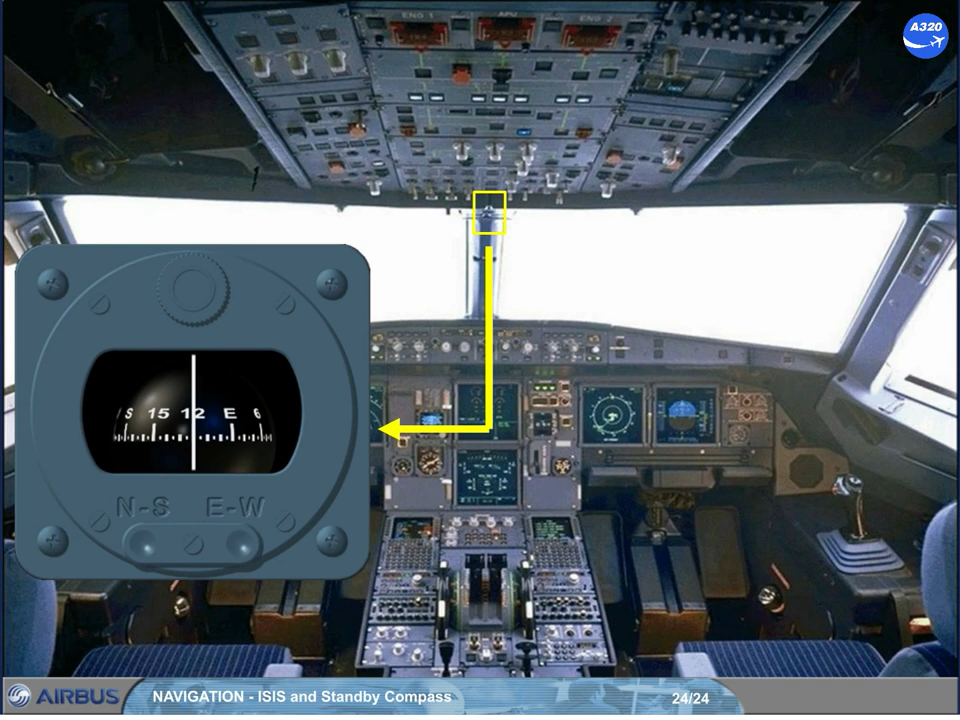 A320
ENG 1 APU ENG 2
S 15 12 E 6
N-S E-W
AIRBUS NAVIGATION - ISIS and Standby Compass 24/24